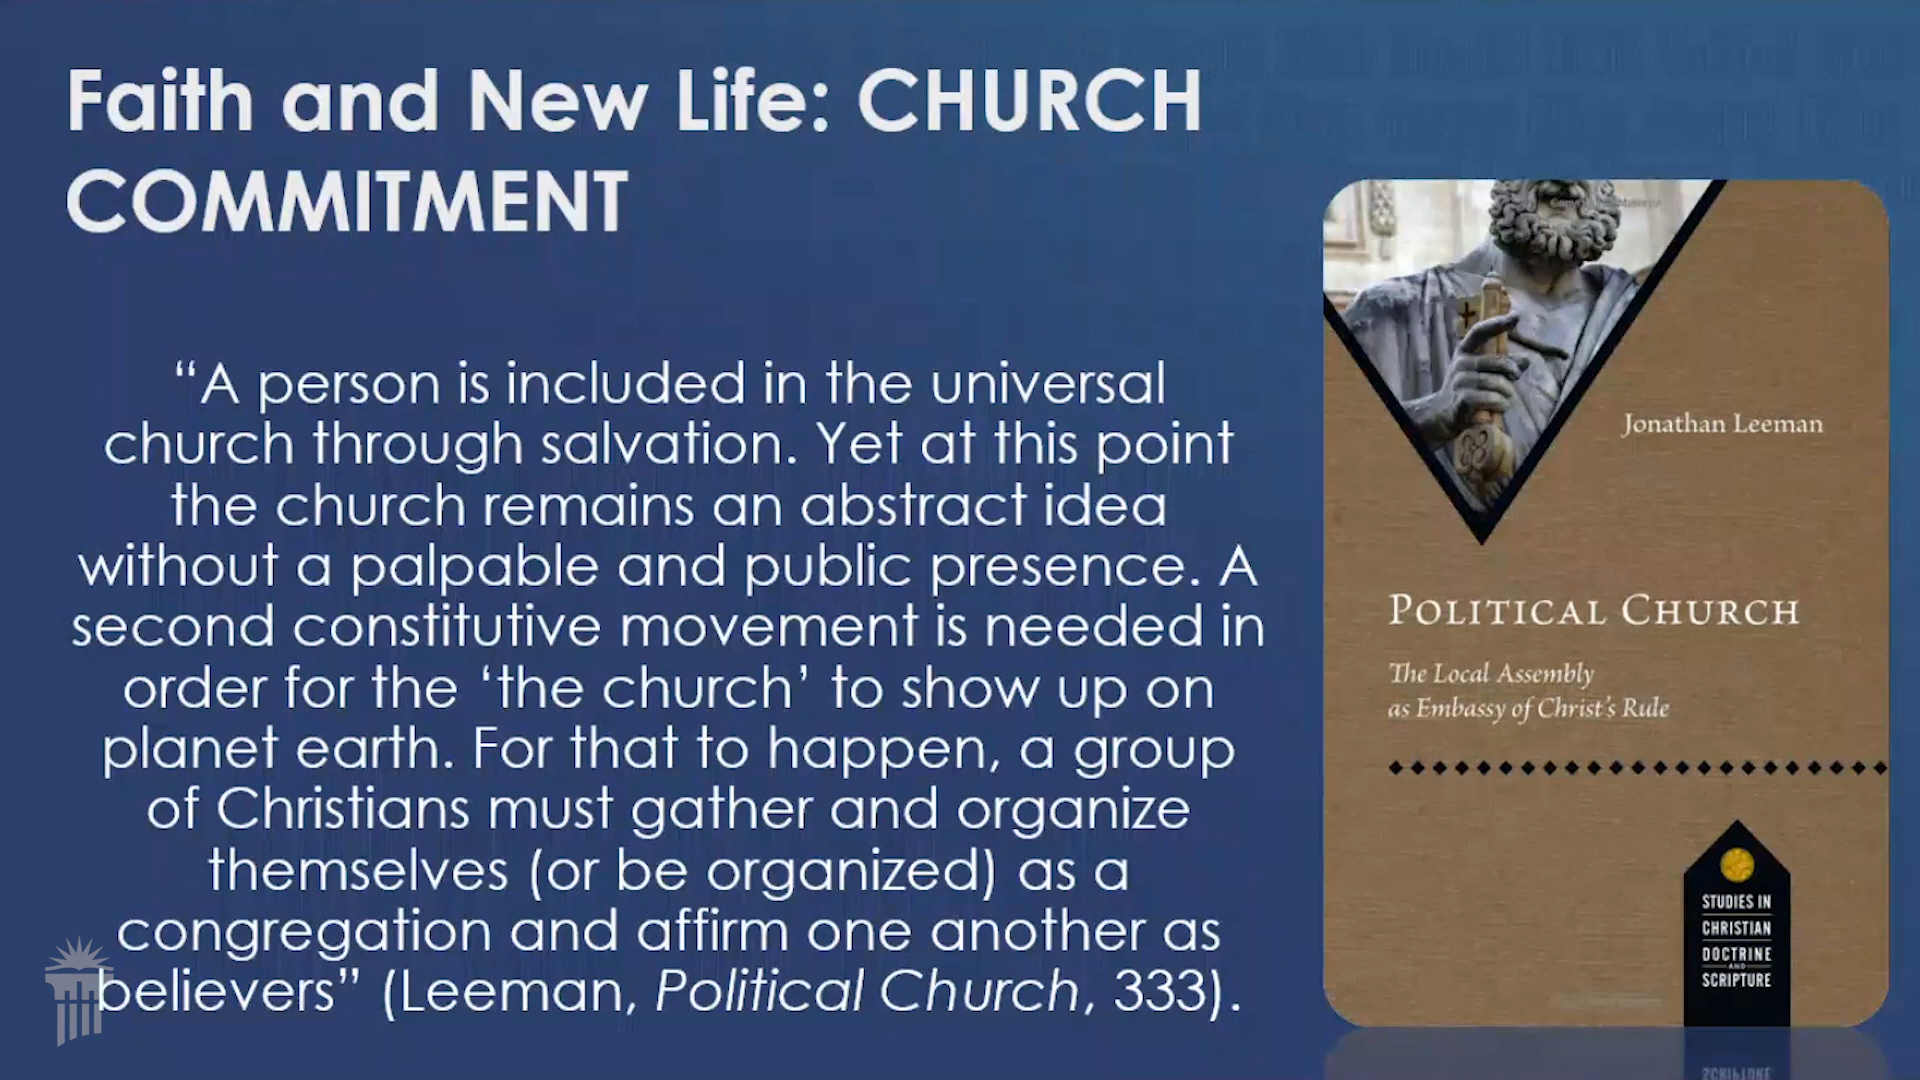 Faith and New Life: CHURCH
COMMITMENT
“A person is included in the universal
church through salvation. Yet at this point
the church remains an abstract idea
without a palpable and public presence. A
second constitutive movement is needed in
order for the ‘the church’ to show up on
planet earth. For that to happen, a group
of Christians must gather and organize
themselves (or be organized) as a
congregation and affirm one another as
believers” (Leeman, Political Church, 333).
Jonathan Leeman
POLITICAL CHURCH
The Local Assembly
as Embassy of Christ’s Rule
STUDIES IN
CHRISTIAN
DOCTRINE
AND
SCRIPTURE